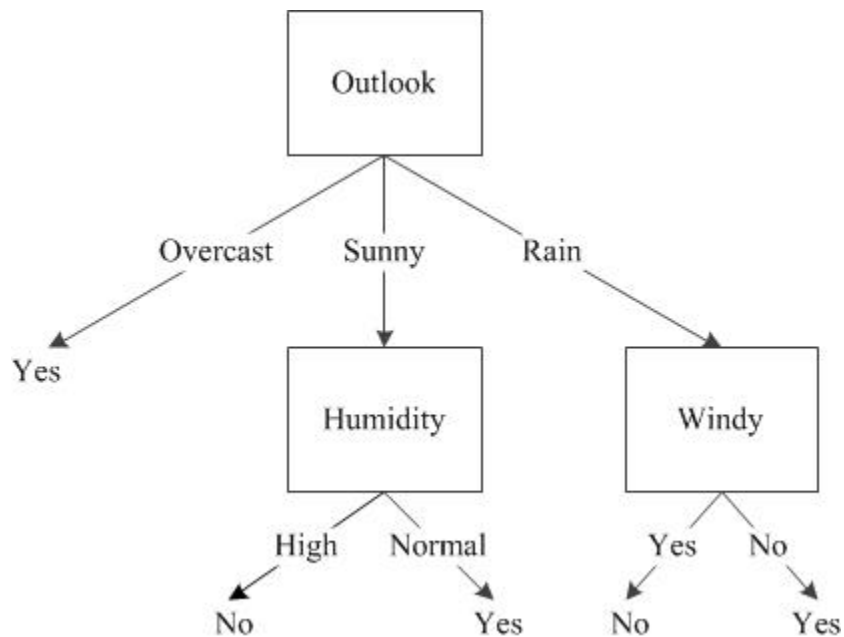 Outlook
Overcast Sunny Rain
Yes
Humidity Windy
High Normal Yes No
No Yes No Yes